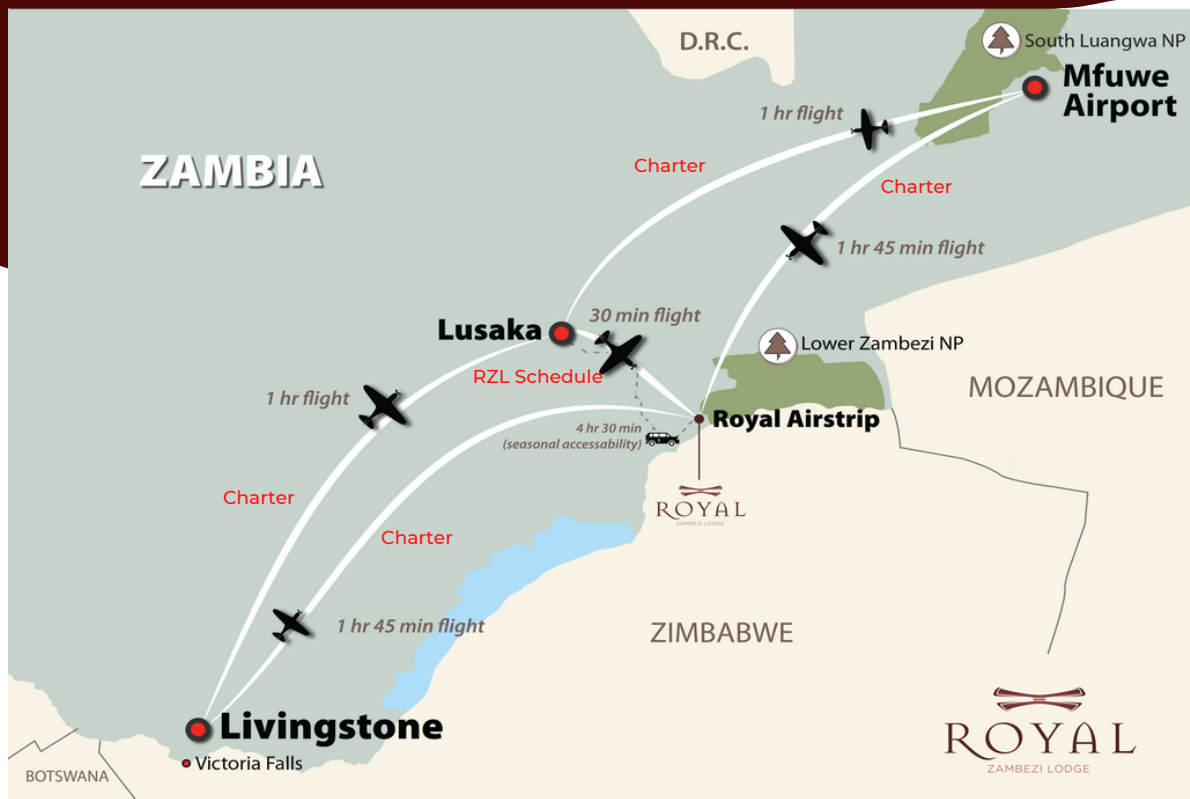 D.R.C.
South Luangwa NP
Mfuwe
Airport
1 hr flight
Charter
ZAMBIA
Charter
1 hr 45 min flight
30 min flight
Lusaka
Lower Zambezi NP
RZL Schedule
MOZAMBIQUE
1 hr flight
Royal Airstrip
4 hr 30 min
(seasonal accessability)
Charter
ROYAL
ZAMBEZI LODGE
Charter
1 hr 45 min flight
ZIMBABWE
Livingstone
Victoria Falls
BOTSWANA
ROYAL
ZAMBEZI LODGE